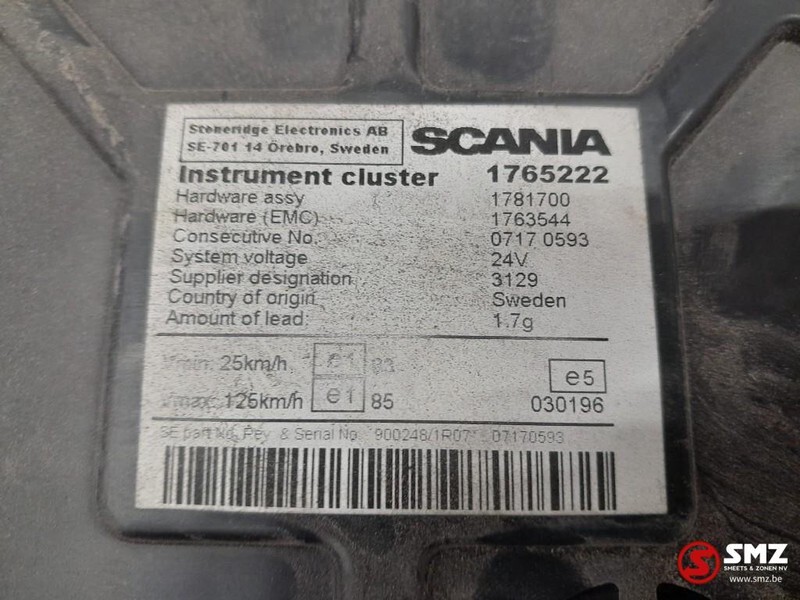 Stoneridge Electronics AB
SE-701 14 Örebro, Sweden
SCANIA
Instrument cluster 1765222
Hardware assy 1781700
Hardware (EMC) 1763544
Consecutive No. 0717 0593
System voltage 24V
Supplier designation 3129
Country of origin Sweden
Amount of lead: 1.7g
Vmin: 25km/h e1
Vmax: 125km/h e1 85
e5
030196
SE part No, Rev. & Serial No. 900248/1R07 07170593
SMZ
SMEETS & ZONEN NV
www.smz.be